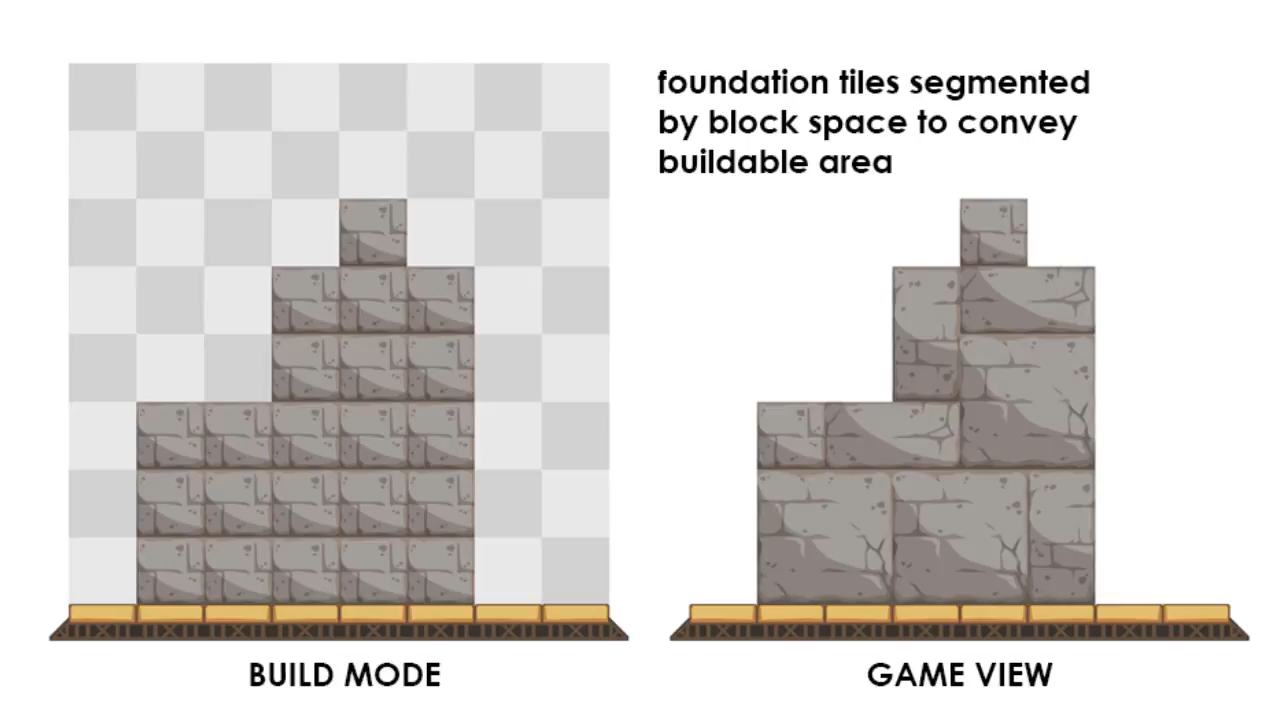 foundation tiles segmented
by block space to convey
buildable area
BUILD MODE
GAME VIEW